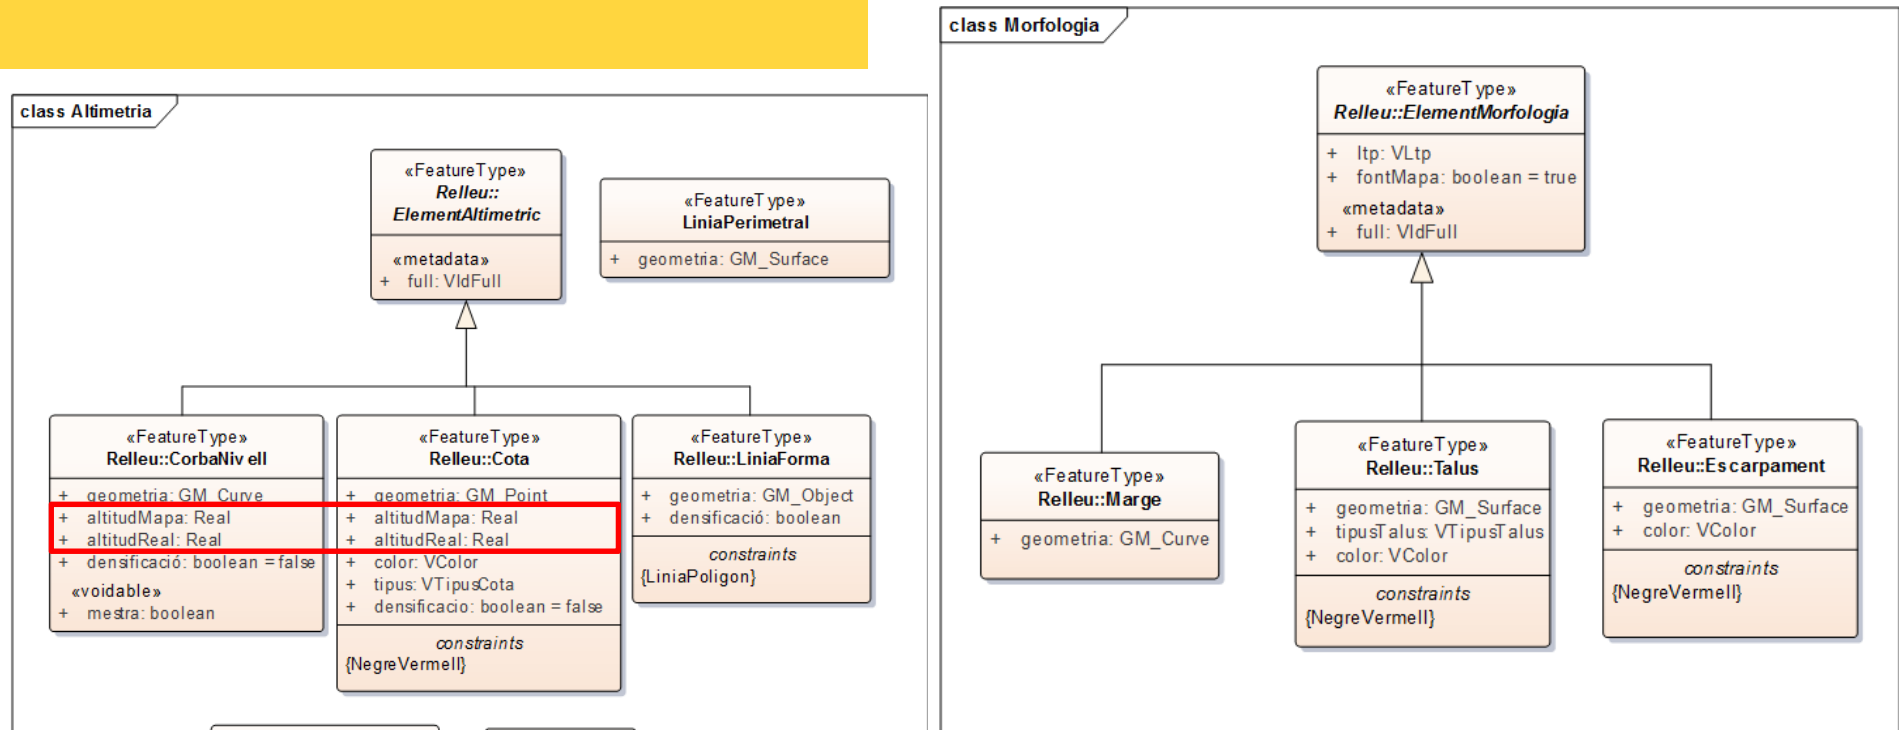 class Altimetria
«FeatureType»
Relleu::
ElementAltimetric
«metadata»
+ full: VIdFull
«FeatureType»
LiniaPerimetral
+ geometria: GM_Surface
«FeatureType»
Relleu::CorbaNivell
+ geometria: GM_Curve
+ altitudMapa: Real
+ altitudReal: Real
+ densificació: boolean = false
«voidable»
+ mestra: boolean
«FeatureType»
Relleu::Cota
+ geometria: GM_Point
+ altitudMapa: Real
+ altitudReal: Real
+ color: VColor
+ tipus: VTipusCota
+ densificacio: boolean = false
constraints
{NegreVermell}
«FeatureType»
Relleu::LiniaForma
+ geometria: GM_Object
+ densificació: boolean
constraints
{LiniaPoligon}
class Morfologia
«FeatureType»
Relleu::ElementMorfologia
+ ltp: VLtp
+ fontMapa: boolean = true
«metadata»
+ full: VIdFull
«FeatureType»
Relleu::Marge
+ geometria: GM_Curve
«FeatureType»
Relleu::Talus
+ geometria: GM_Surface
+ tipusTalus: VTipusTalus
+ color: VColor
constraints
{NegreVermell}
«FeatureType»
Relleu::Escarpament
+ geometria: GM_Surface
+ color: VColor
constraints
{NegreVermell}